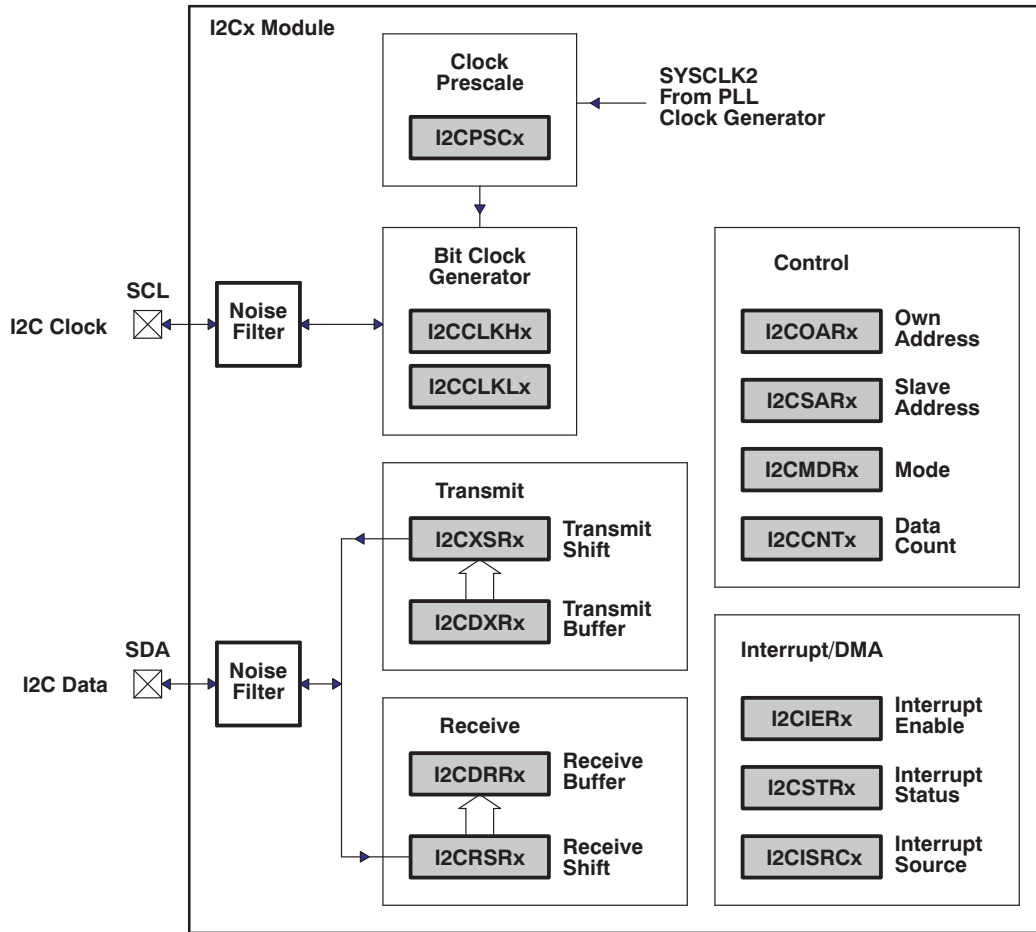 I2Cx Module
Clock
Prescale
I2CPSCx
SYSCLK2
From PLL
Clock Generator
Bit Clock
Generator
I2CCLKHx
I2CCLKLx
SCL
I2C Clock
Noise
Filter
Control
I2COARx
Own
Address
I2CSARx
Slave
Address
I2CMDRx
Mode
I2CCNTx
Data
Count
Transmit
I2CXSRx
Transmit
Shift
I2CDXRx
Transmit
Buffer
SDA
I2C Data
Noise
Filter
Receive
I2CDRRx
Receive
Buffer
I2CRSRx
Receive
Shift
Interrupt/DMA
I2CIERx
Interrupt
Enable
I2CSTRx
Interrupt
Status
I2CISRCx
Interrupt
Source